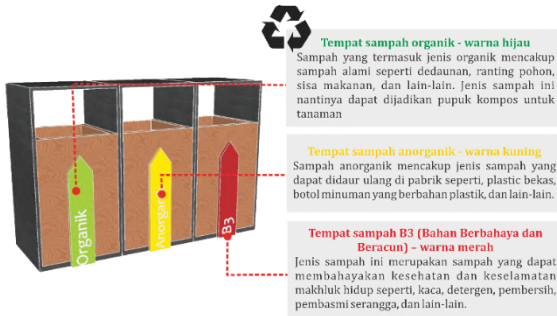 Tempat sampah organik - warna hijau
Sampah yang termasuk jenis organik mencakup
sampah alami seperti dedaunan, ranting pohon,
sisa makanan, dan lain-lain. Jenis sampah ini
nantinya dapat dijadikan pupuk kompos untuk
tanaman
Tempat sampah anorganik - warna kuning
Sampah anorganik mencakup jenis sampah yang
dapat didaur ulang di pabrik seperti, plastic bekas,
botol minuman yang berbahan plastik, dan lain-lain.
Tempat sampah B3 (Bahan Berbahaya dan
Beracun) – warna merah
Jenis sampah ini merupakan sampah yang dapat
membahayakan kesehatan dan keselamatan
makhluk hidup seperti, kaca, detergen, pembersih,
pembasmi serangga, dan lain-lain.
Organik
Anorgan
B3